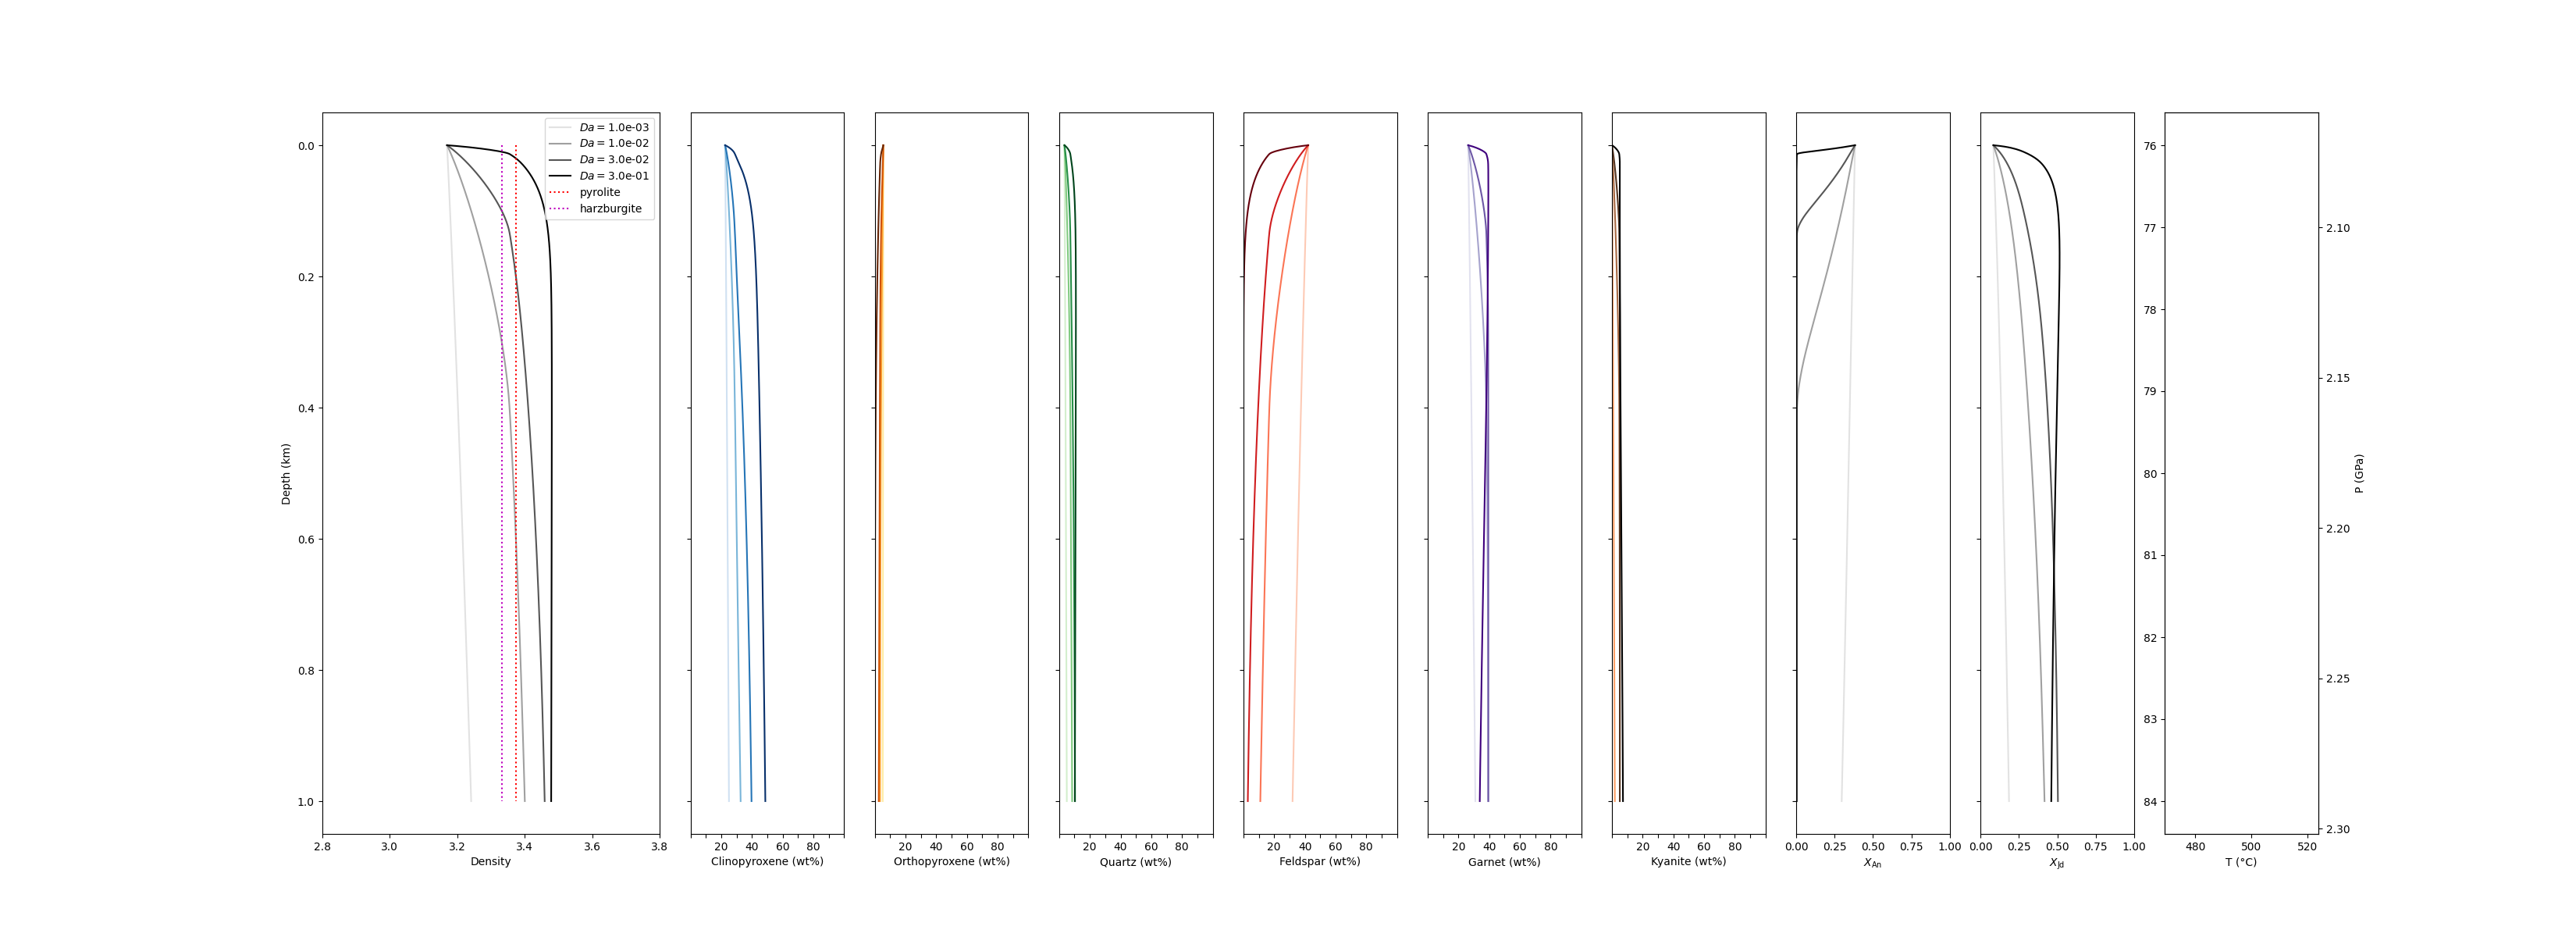 Da = 1.0e-03
Da = 1.0e-02
Da = 3.0e-02
Da = 3.0e-01
pyrolite
harzburgite
0.0
0.2
0.4
0.6
0.8
1.0
Depth (km)
2.8 3.0 3.2 3.4 3.6 3.8
Density
20 40 60 80
Clinopyroxene (wt%)
20 40 60 80
Orthopyroxene (wt%)
20 40 60 80
Quartz (wt%)
20 40 60 80
Feldspar (wt%)
20 40 60 80
Garnet (wt%)
20 40 60 80
Kyanite (wt%)
0.00 0.25 0.50 0.75 1.00
XAn
0.00 0.25 0.50 0.75 1.00
XJd
76
77
78
79
80
81
82
83
84
480 500 520
T (°C)
2.10
2.15
2.20
2.25
2.30
P (GPa)